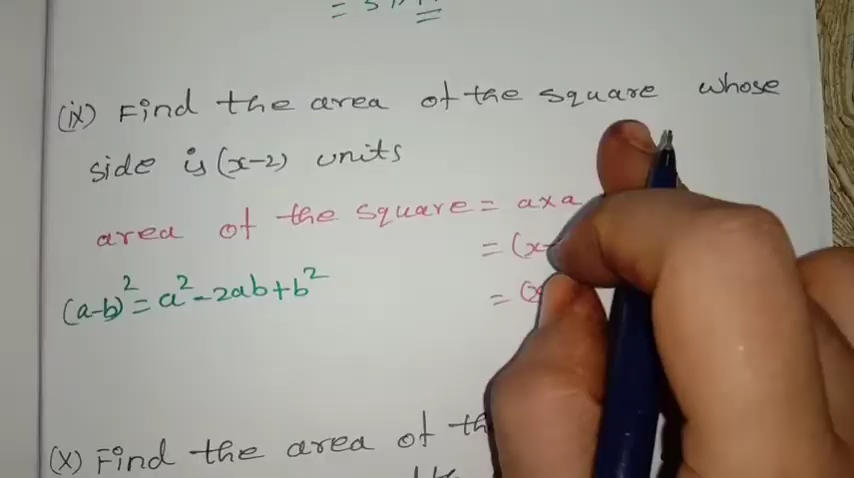 (ix) Find the area of the square whose
side is (x-2) units
area of the square = axa
= (x-
(a-b)² = a² - 2ab + b²
= (x
(x) Find the area of